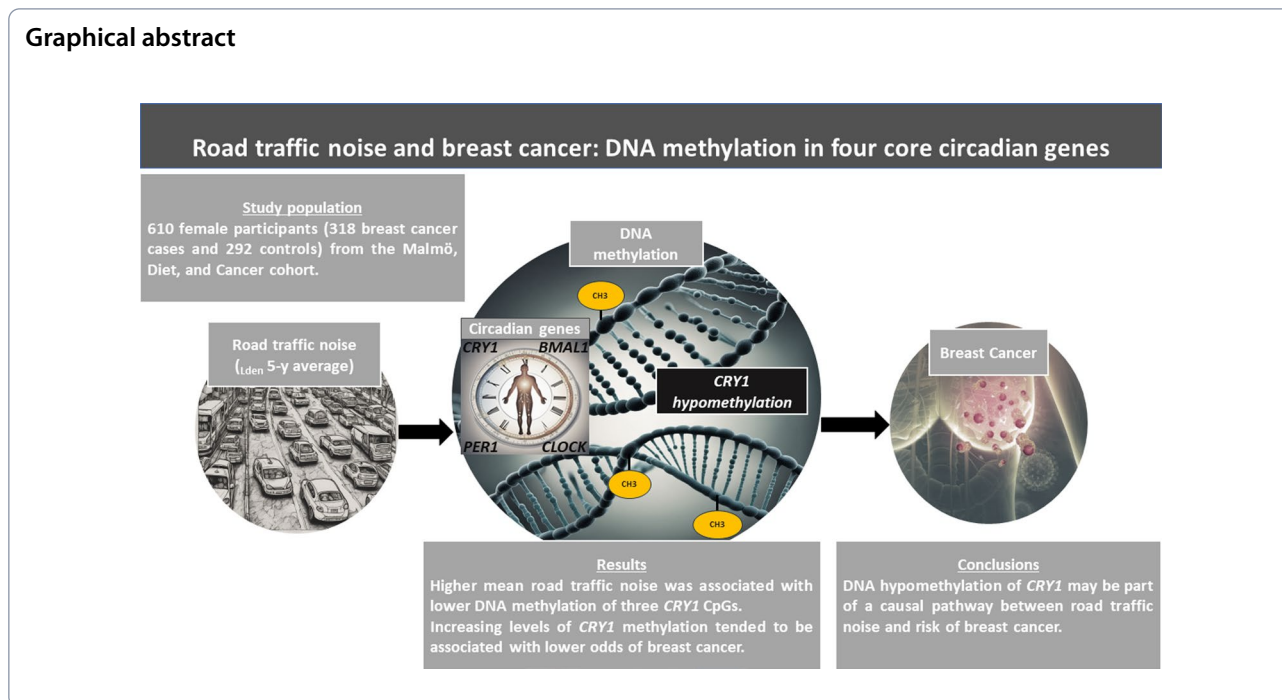 Graphical abstract
Road traffic noise and breast cancer: DNA methylation in four core circadian genes
Study population
610 female participants (318 breast cancer
cases and 292 controls) from the Malmö,
Diet, and Cancer cohort.
Road traffic noise
(Lden 5-y average)
DNA
methylation
CH3
Circadian genes
CRY1 BMAL1
PER1 CLOCK
CRY1
hypomethylation
CH3
CH3
Breast Cancer
Results
Higher mean road traffic noise was associated with
lower DNA methylation of three CRY1 CpGs.
Increasing levels of CRY1 methylation tended to be
associated with lower odds of breast cancer.
Conclusions
DNA hypomethylation of CRY1 may be part
of a causal pathway between road traffic
noise and risk of breast cancer.